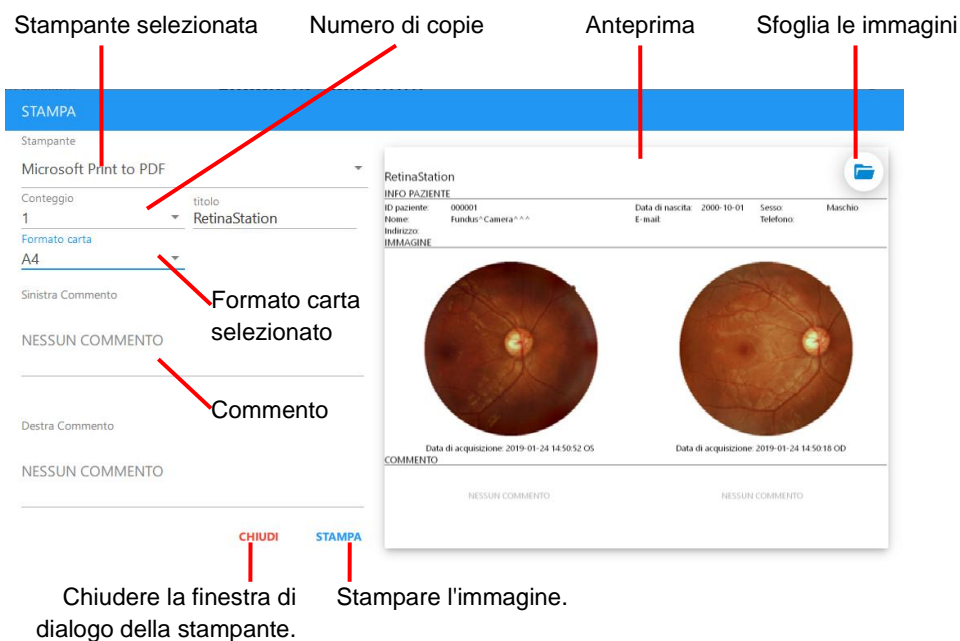 Stampante selezionata
Numero di copie
Anteprima
Sfoglia le immagini
STAMPA
Stampante
Microsoft Print to PDF
Conteggio
1
titolo
RetinaStation
Formato carta
A4
Formato carta
selezionato
Sinistra Commento
NESSUN COMMENTO
Commento
Destra Commento
NESSUN COMMENTO
CHIUDI
STAMPA
RetinaStation
INFO PAZIENTE
ID paziente: 000001 Data di nascita: 2000-10-01 Sesso: Maschio
Nome: Fundus^Camera^^^ E-mail: Telefono:
Indirizzo:
IMMAGINE
Data di acquisizione: 2019-01-24 14:50:52 OS
Data di acquisizione: 2019-01-24 14:50:18 OD
COMMENTO
NESSUN COMMENTO
NESSUN COMMENTO
Chiudere la finestra di
dialogo della stampante.
Stampare l'immagine.